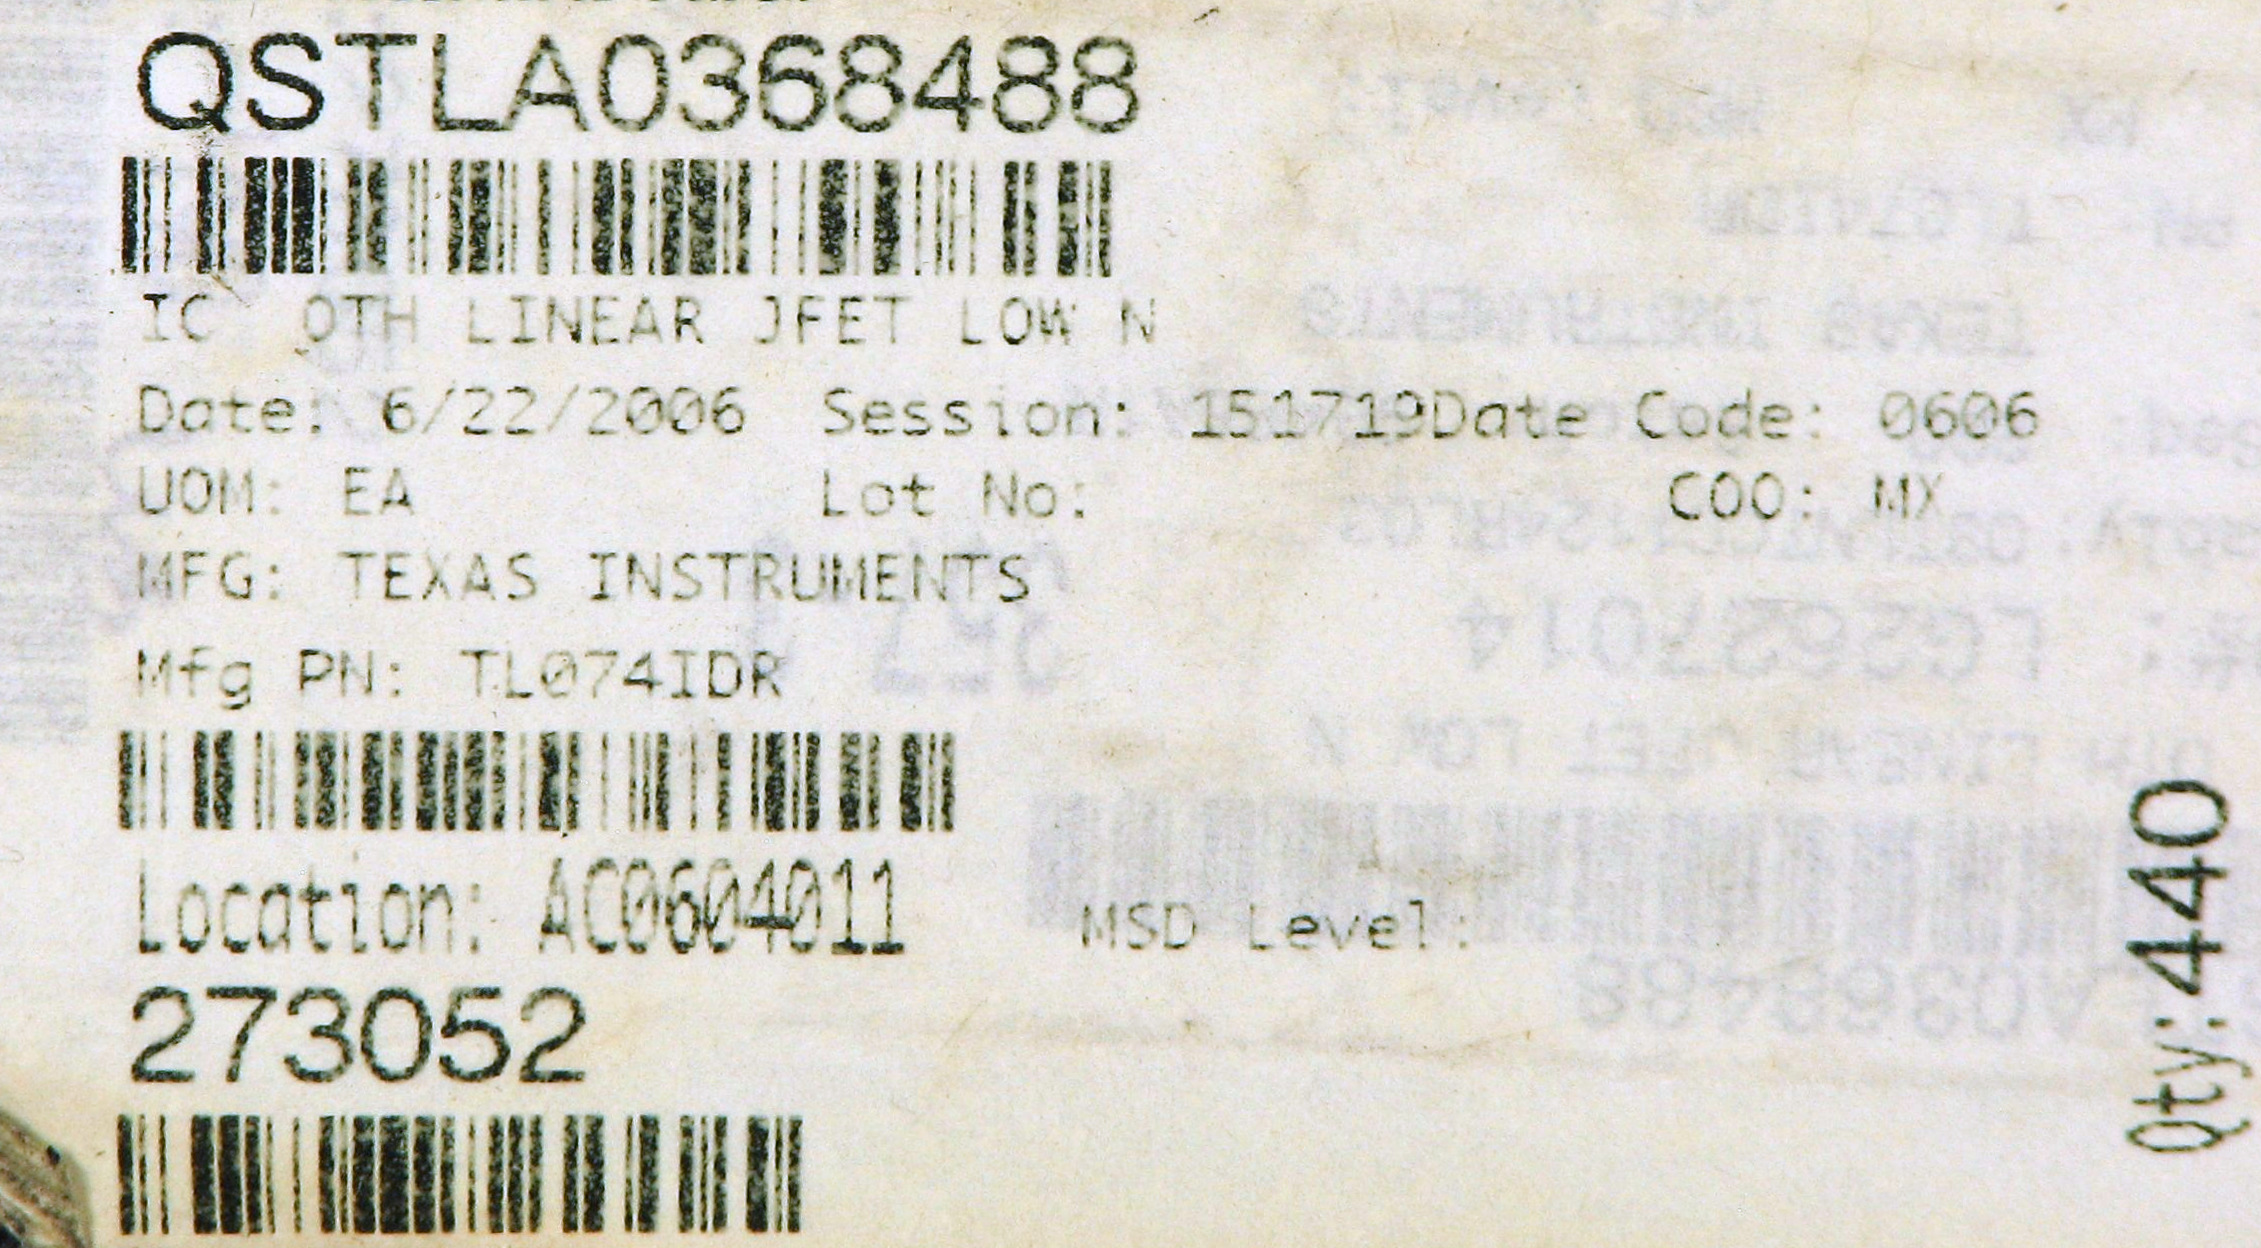 QSTLA0368488
IC  OTH LINEAR JFET LOW N
Date: 6/22/2006  Session: 151719Date Code: 0606
UOM: EA  Lot No:  COO: MX
MFG: TEXAS INSTRUMENTS
Mfg PN: TL074IDR
Location: AC0604011
MSD Level:
273052
Qty:440